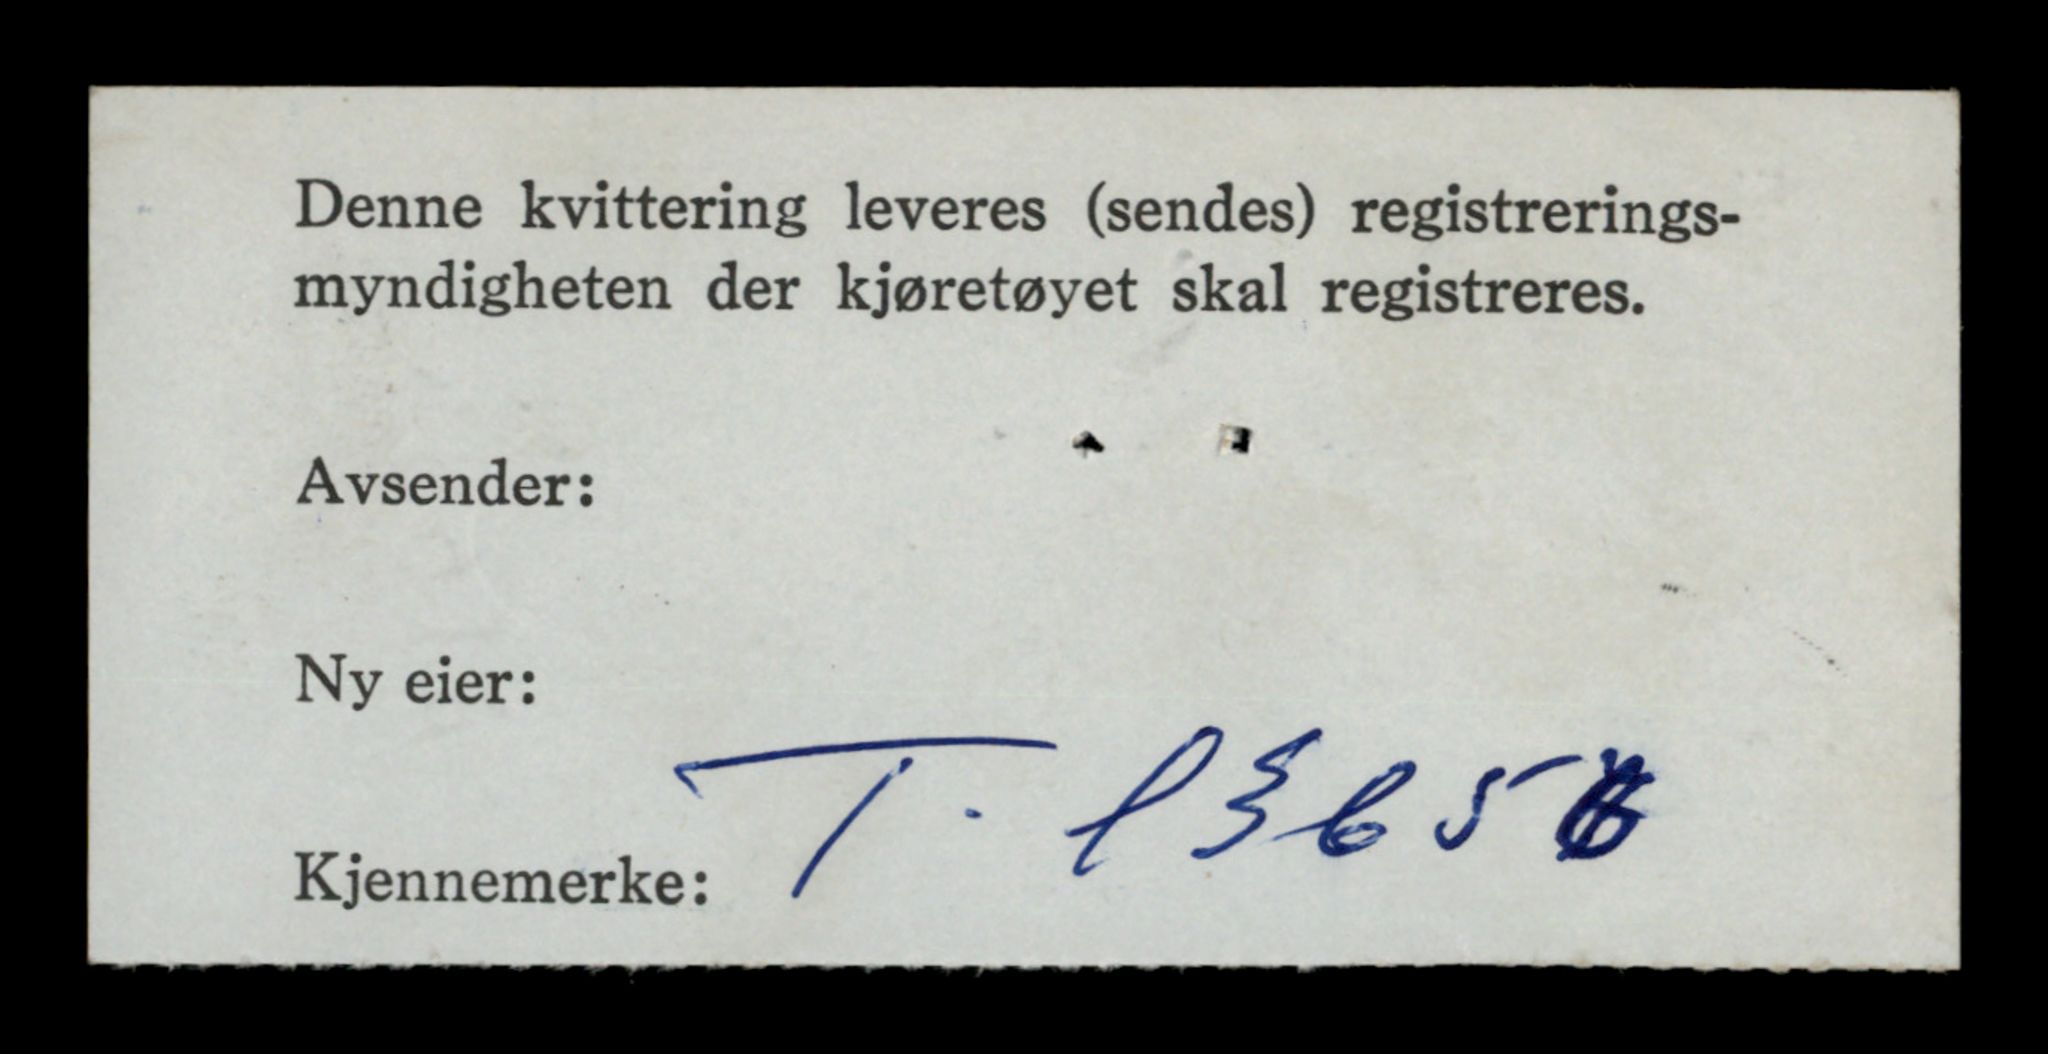 Denne kvittering leveres (sendes) registrerings-
myndigheten der kjøretøyet skal registreres.
Avsender:
Ny eier:
Kjennemerke: